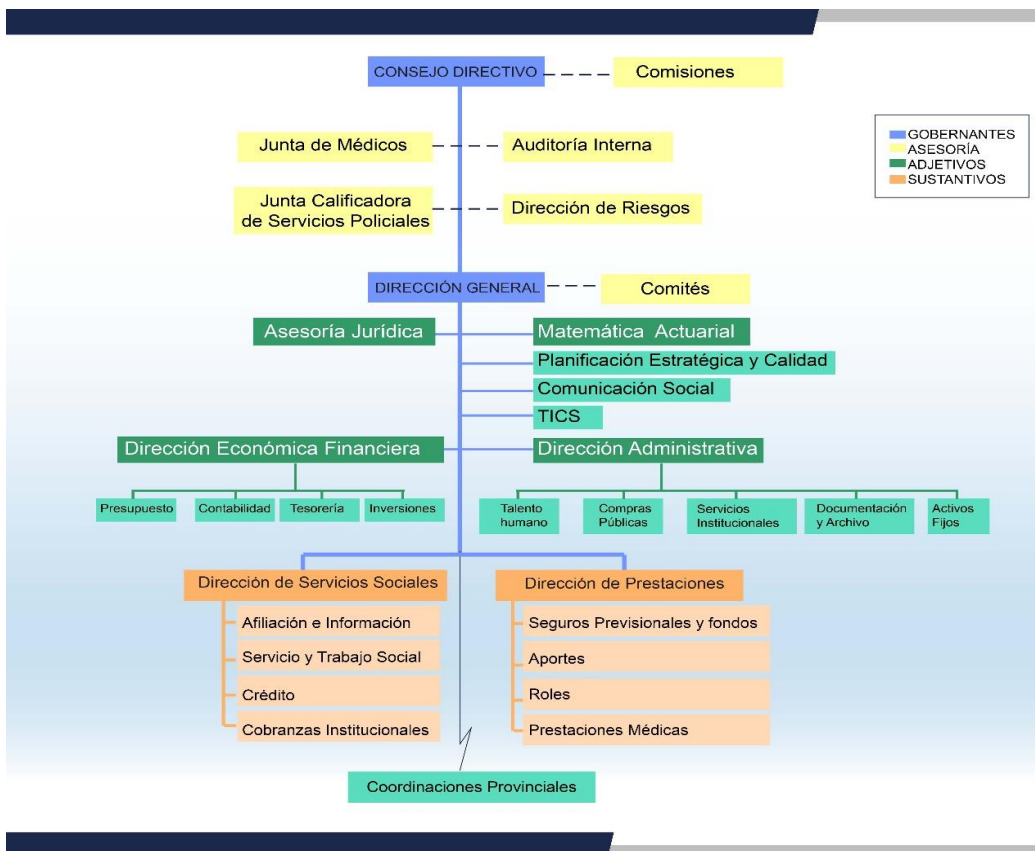 CONSEJO DIRECTIVO
Comisiones
GOBERNANTES
ASESORÍA
ADJETIVOS
SUSTANTIVOS
Junta de Médicos
Auditoría Interna
Junta Calificadora
de Servicios Policiales
Dirección de Riesgos
DIRECCIÓN GENERAL
Comités
Asesoría Jurídica
Matemática Actuarial
Planificación Estratégica y Calidad
Comunicación Social
TICS
Dirección Económica Financiera
Dirección Administrativa
Presupuesto
Contabilidad
Tesorería
Inversiones
Talento
humano
Compras
Públicas
Servicios
Institucionales
Documentación
y Archivo
Activos
Fijos
Dirección de Servicios Sociales
Afiliación e Información
Servicio y Trabajo Social
Crédito
Cobranzas Institucionales
Dirección de Prestaciones
Seguros Previsionales y fondos
Aportes
Roles
Prestaciones Médicas
Coordinaciones Provinciales